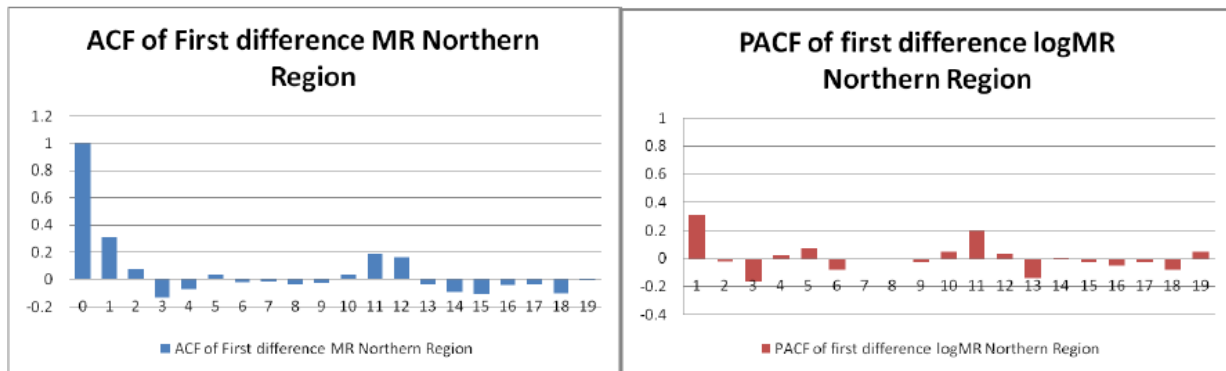 ACF of First difference MR Northern
Region
1.2
1
0.8
0.6
0.4
0.2
0
-0.2
0 1 2 3 4 5 6 7 8 9 10 11 12 13 14 15 16 17 18 19
ACF of First difference MR Northern Region
PACF of first difference logMR
Northern Region
1
0.8
0.6
0.4
0.2
0
-0.2
-0.4
1 2 3 4 5 6 7 8 9 10 11 12 13 14 15 16 17 18 19
PACF of first difference logMR Northern Region